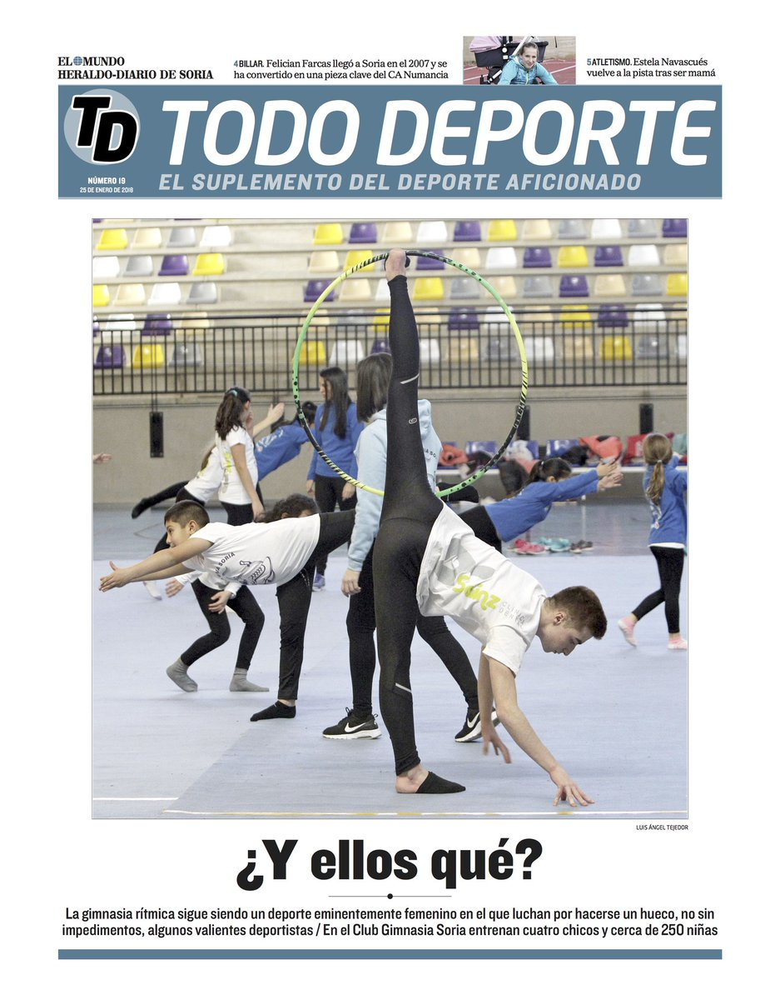 EL MUNDO
HERALDO-DIARIO DE SORIA
4 BILLAR. Felician Farcas llegó a Soria en el 2007 y se
ha convertido en una pieza clave del CA Numancia
5 ATLETISMO. Estela Navascués
vuelve a la pista tras ser mamá
TD
NÚMERO 19
25 DE ENERO DE 2018
TODO DEPORTE
EL SUPLEMENTO DEL DEPORTE AFICIONADO
Sanz
CLÍNICA
DENTAL
LUIS ÁNGEL TEJEDOR
¿Y ellos qué?
La gimnasia rítmica sigue siendo un deporte eminentemente femenino en el que luchan por hacerse un hueco, no sin
impedimentos, algunos valientes deportistas / En el Club Gimnasia Soria entrenan cuatro chicos y cerca de 250 niñas